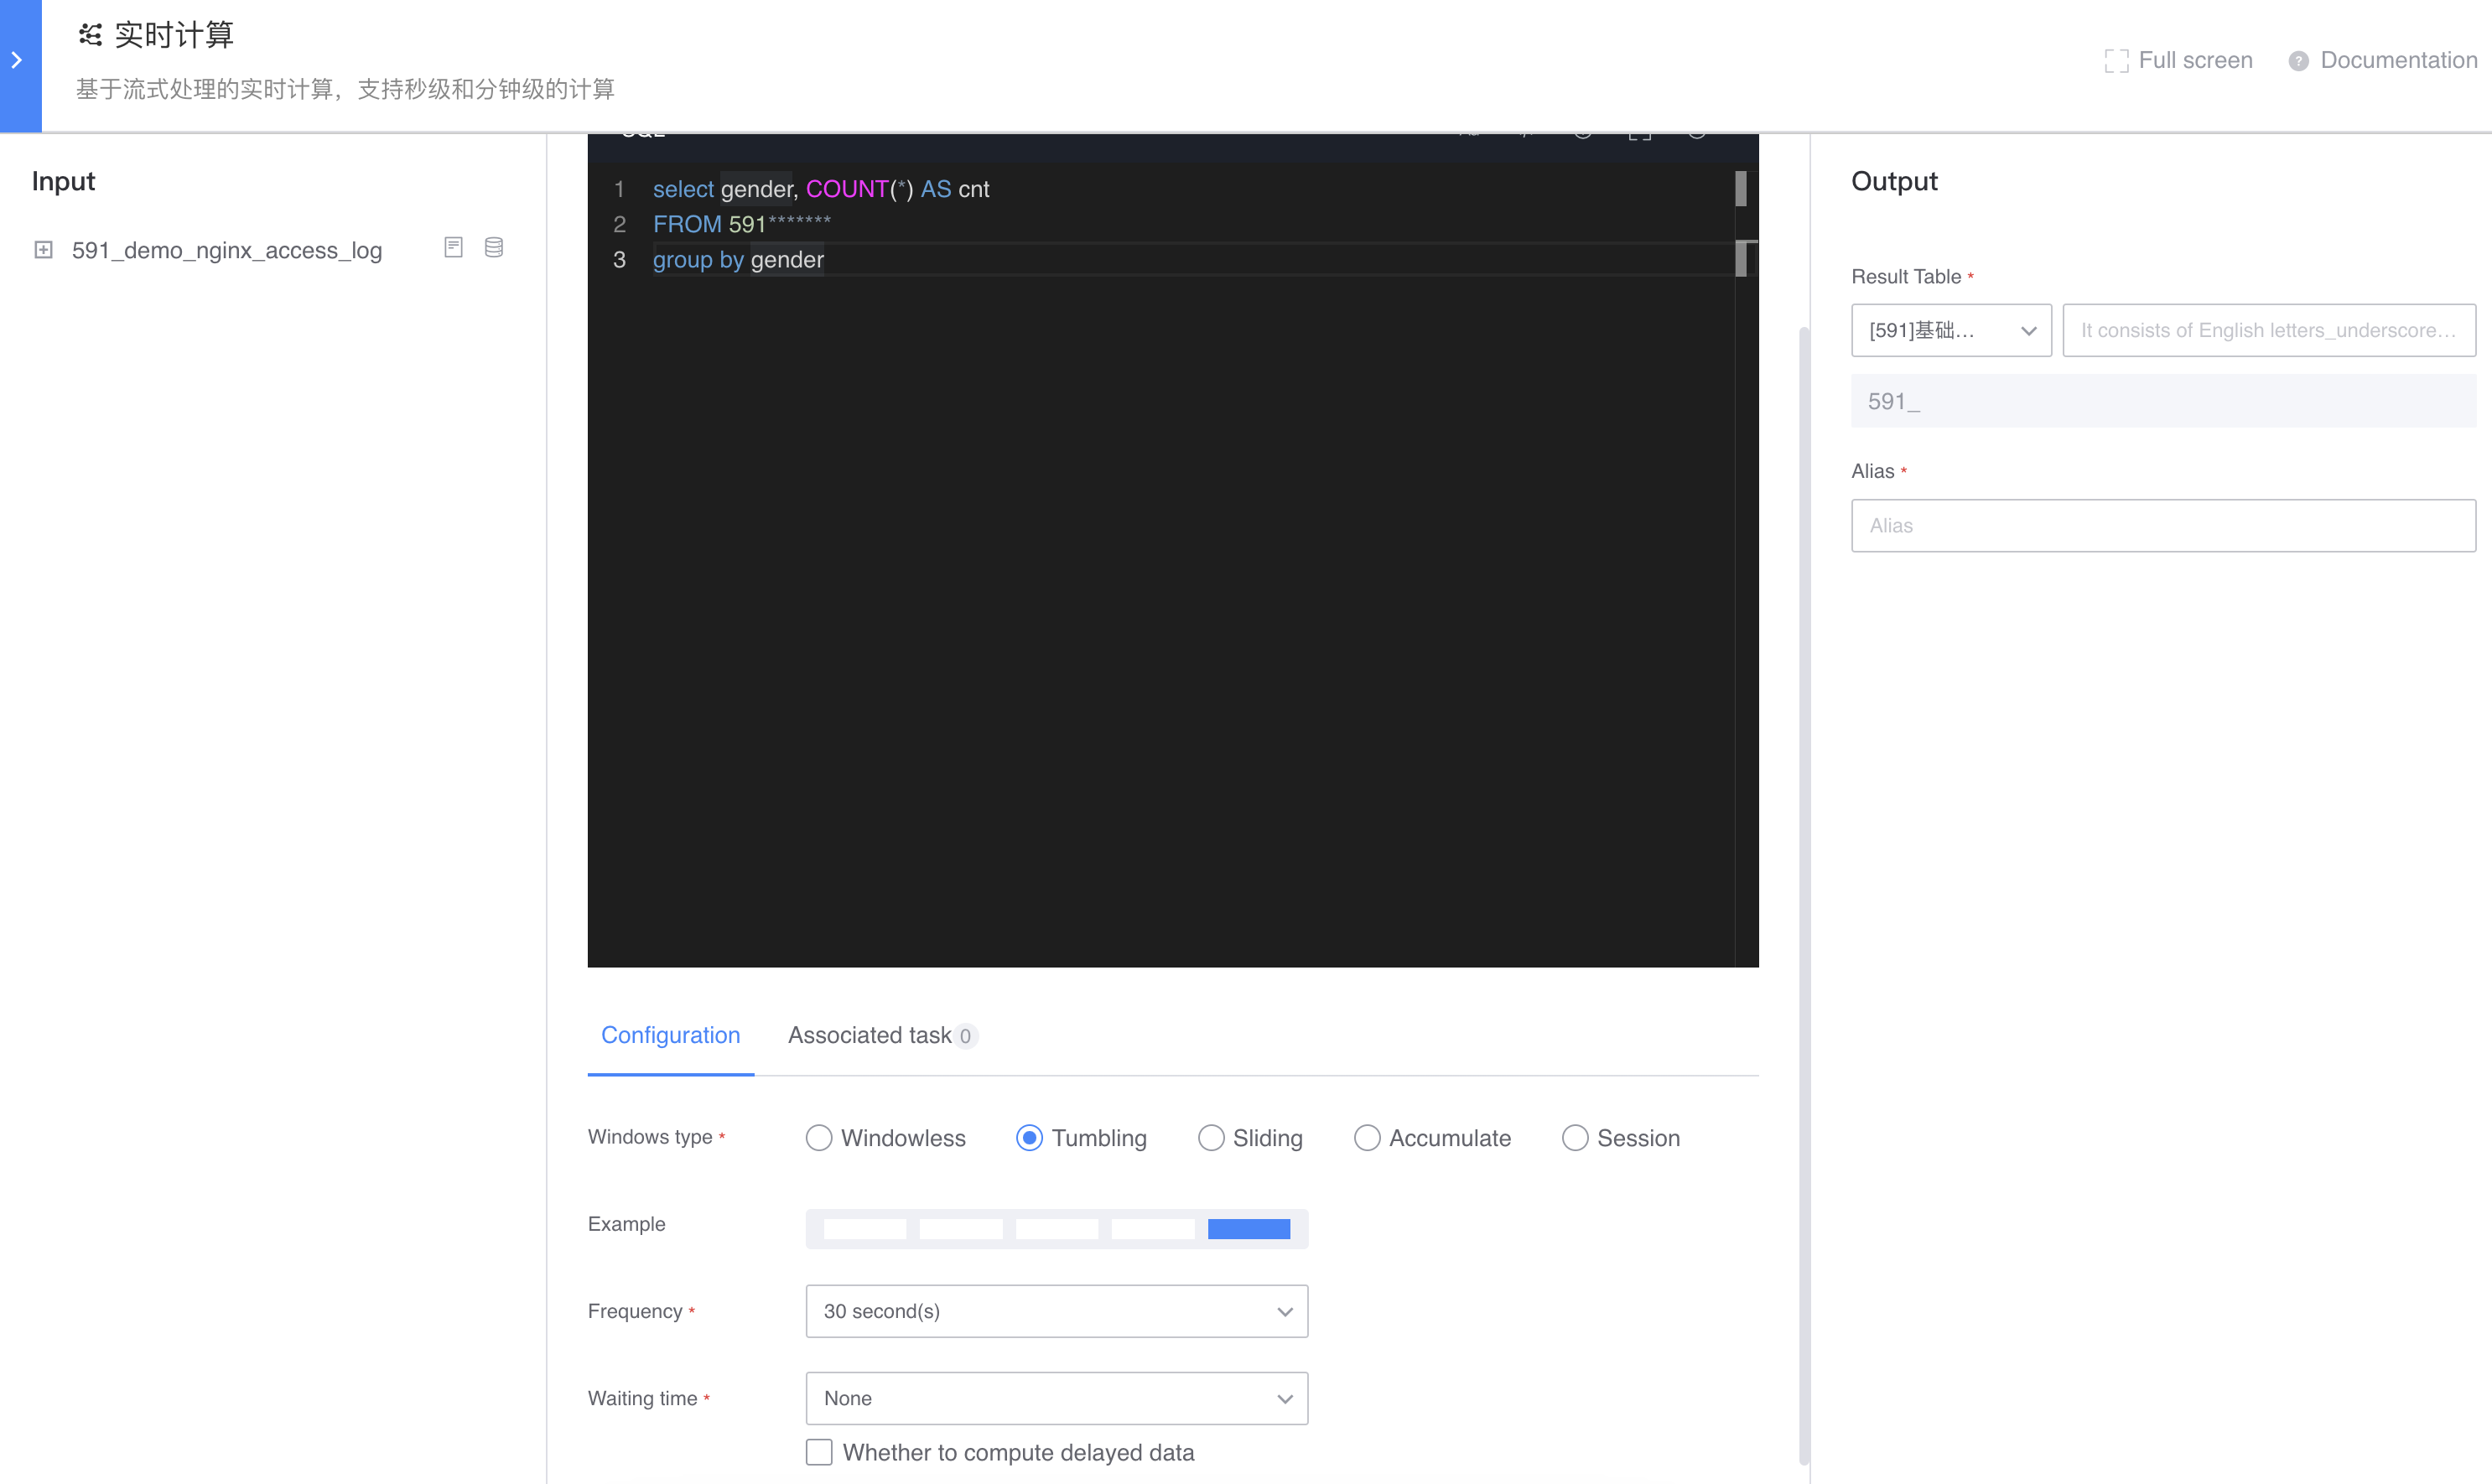 实时计算
基于流式处理的实时计算，支持秒级和分钟级的计算
Full screen
Documentation
Input
591_demo_nginx_access_log
1 select gender, COUNT(*) AS cnt
2 FROM 591*******
3 group by gender
Configuration
Associated task 0
Windows type *
Windowless
Tumbling
Sliding
Accumulate
Session
Example
Frequency *
30 second(s)
Waiting time *
None
Whether to compute delayed data
Output
Result Table *
[591]基础...
It consists of English letters_underscore...
591_
Alias *
Alias